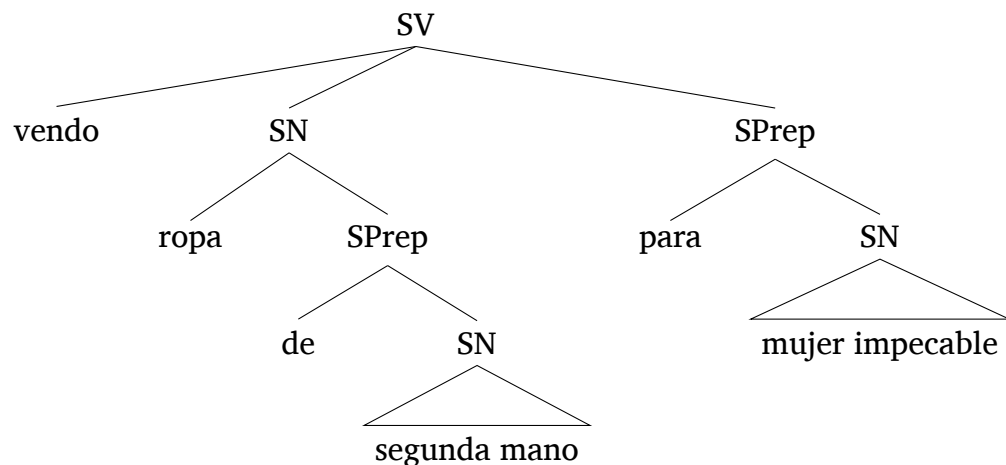 SV
vendo SN SPrep
ropa SPrep para SN
de SN mujer impecable
segunda mano